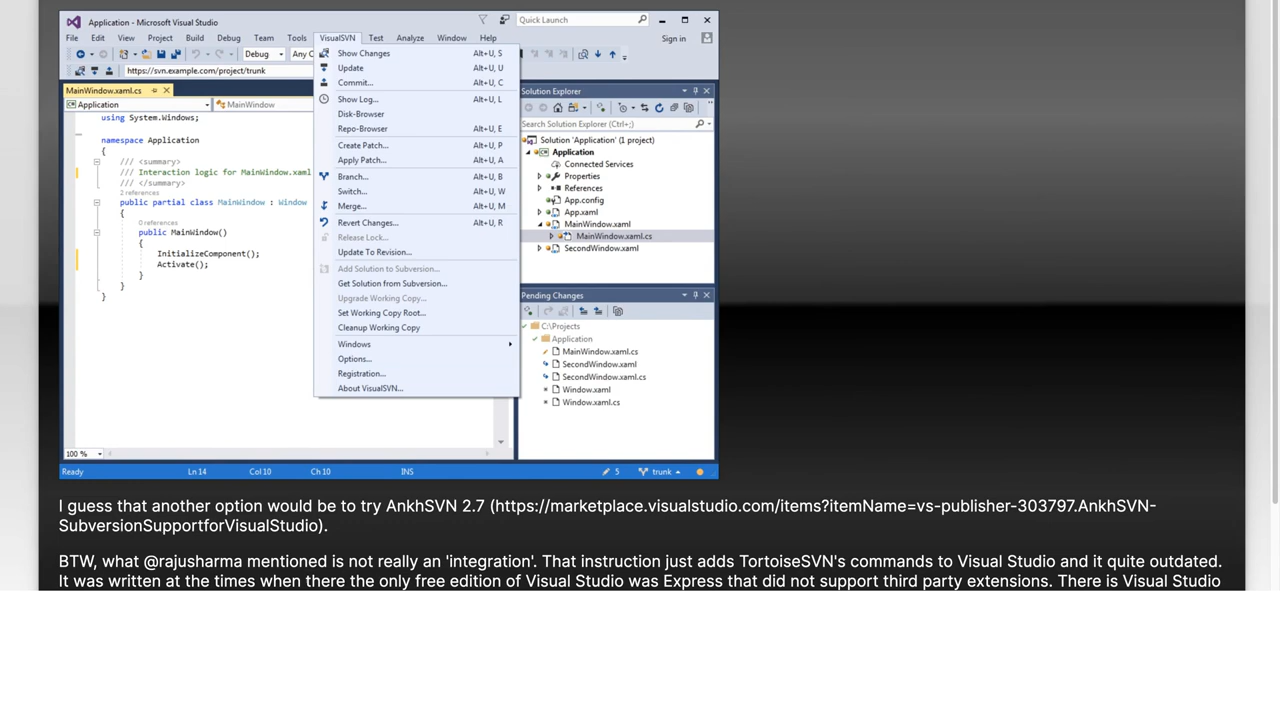 Application - Microsoft Visual Studio
Quick Launch
File Edit View Project Build Debug Team Tools VisualSVN Test Analyze Window Help
Sign in
Debug
Any C
https://svn.example.com/project/trunk
MainWindow.xaml.cs
Application
MainWindow
using System.Windows;
namespace Application
{
/// <summary>
/// Interaction logic for MainWindow.xaml
/// </summary>
2 references
public partial class MainWindow : Window
{
0 references
public MainWindow()
{
InitializeComponent();
Activate();
}
}
}
100 %
Show Changes Alt+U, S
Update Alt+U, U
Commit... Alt+U, C
Show Log... Alt+U, L
Disk-Browser
Repo-Browser Alt+U, E
Create Patch... Alt+U, P
Apply Patch... Alt+U, A
Branch... Alt+U, B
Switch... Alt+U, W
Merge... Alt+U, M
Revert Changes... Alt+U, R
Release Lock...
Update To Revision...
Add Solution to Subversion...
Get Solution from Subversion...
Upgrade Working Copy...
Set Working Copy Root...
Cleanup Working Copy
Windows
Options...
Registration...
About VisualSVN...
Solution Explorer
Search Solution Explorer (Ctrl+;)
Solution 'Application' (1 project)
Application
Connected Services
Properties
References
App.config
App.xaml
MainWindow.xaml
MainWindow.xaml.cs
SecondWindow.xaml
Pending Changes
C:\Projects
Application
MainWindow.xaml.cs
SecondWindow.xaml
SecondWindow.xaml.cs
Window.xaml
Window.xaml.cs
Ready Ln 14 Col 10 Ch 10 INS 5 trunk
I guess that another option would be to try AnkhSVN 2.7 (https://marketplace.visualstudio.com/items?itemName=vs-publisher-303797.AnkhSVN-
SubversionSupportforVisualStudio).
BTW, what @rajusharma mentioned is not really an 'integration'. That instruction just adds TortoiseSVN's commands to Visual Studio and it quite outdated.
It was written at the times when there the only free edition of Visual Studio was Express that did not support third party extensions. There is Visual Studio